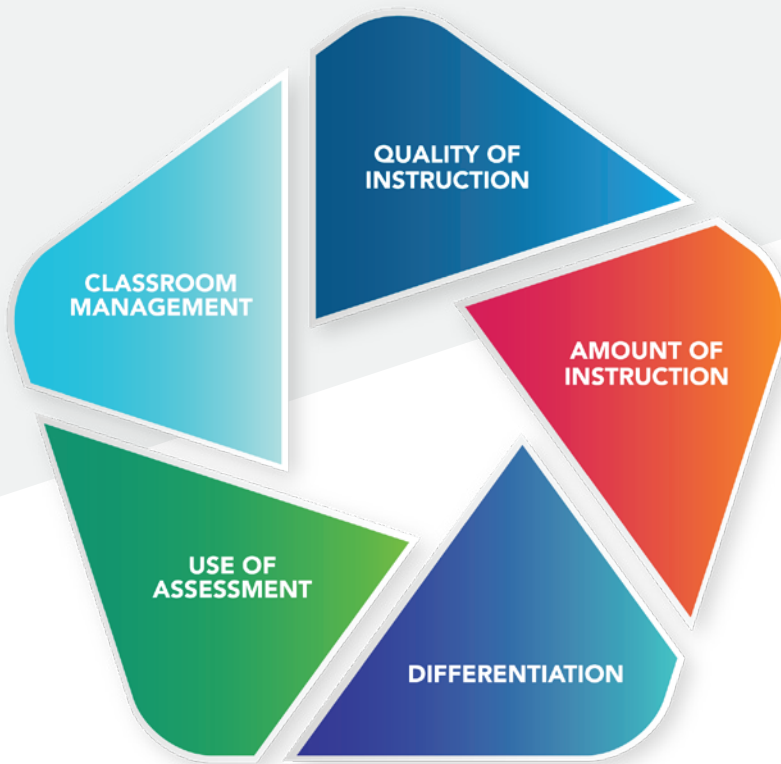 QUALITY OF
INSTRUCTION
CLASSROOM
MANAGEMENT
AMOUNT OF
INSTRUCTION
USE OF
ASSESSMENT
DIFFERENTIATION